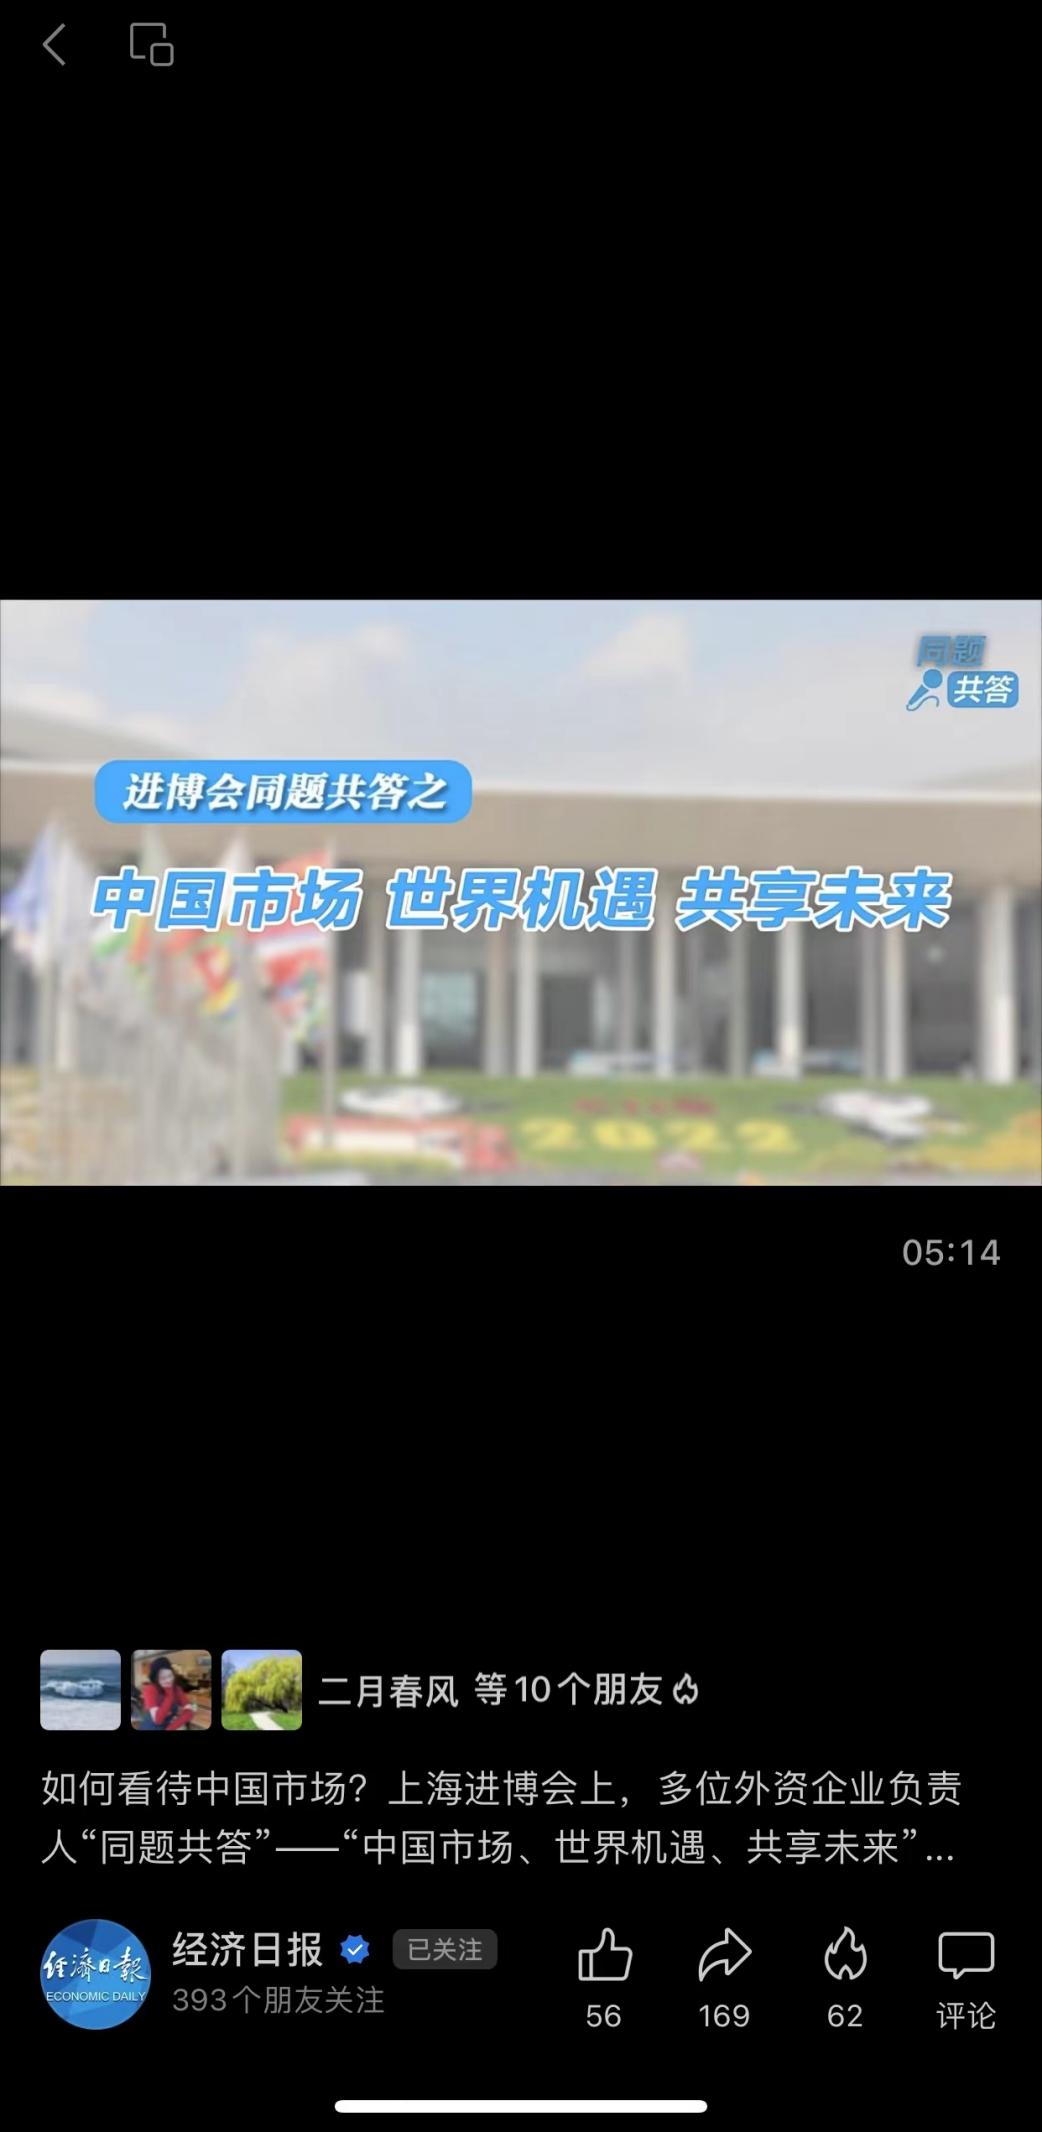 同题
共答
进博会同题共答之
中国市场 世界机遇 共享未来
2022
05:14
二月春风 等10个朋友
如何看待中国市场？上海进博会上，多位外资企业负责
人“同题共答”——“中国市场、世界机遇、共享未来”...
经济日报 已关注
393个朋友关注
經濟日報
ECONOMIC DAILY
56 169 62 评论